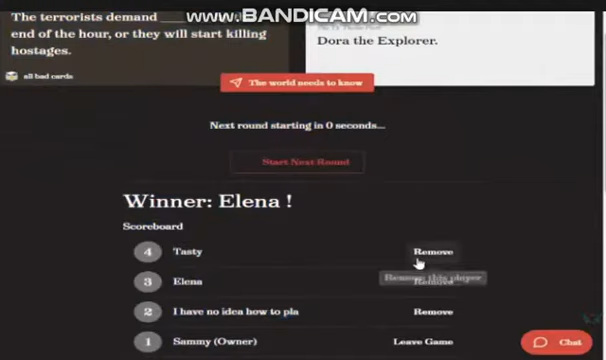 www.BANDICAM.com
The terrorists demand
end of the hour, or they will start killing
hostages.
all bad cards
Dora the Explorer.
The world needs to know
Next round starting in 0 seconds...
Start Next Round
Winner: Elena !
Scoreboard
4 Tasty Remove
Remove this player
3 Elena Remove
2 I have no idea how to pla Remove
1 Sammy (Owner) Leave Game
Chat